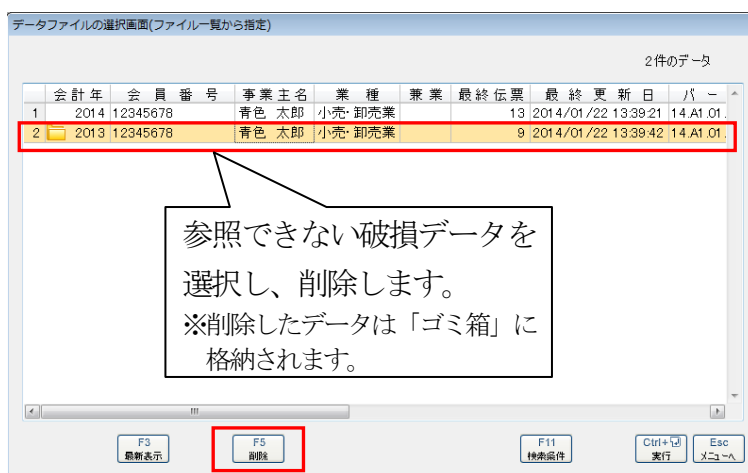 データファイルの選択画面(ファイル一覧から指定)
2件のデータ
会計年 会員番号 事業主名 業種 兼業 最終伝票 最終更新日 バー
1 2014 12345678 青色 太郎 小売・卸売業 13 2014/01/22 13:39:21 14.A1.01.
2 2013 12345678 青色 太郎 小売・卸売業 9 2014/01/22 13:39:42 14.A1.01.
参照できない破損データを
選択し、削除します。
※削除したデータは「ゴミ箱」に
格納されます。
F3 F5 F11 Ctrl+ Esc
最新表示 削除 検索条件 実行 メニューへ